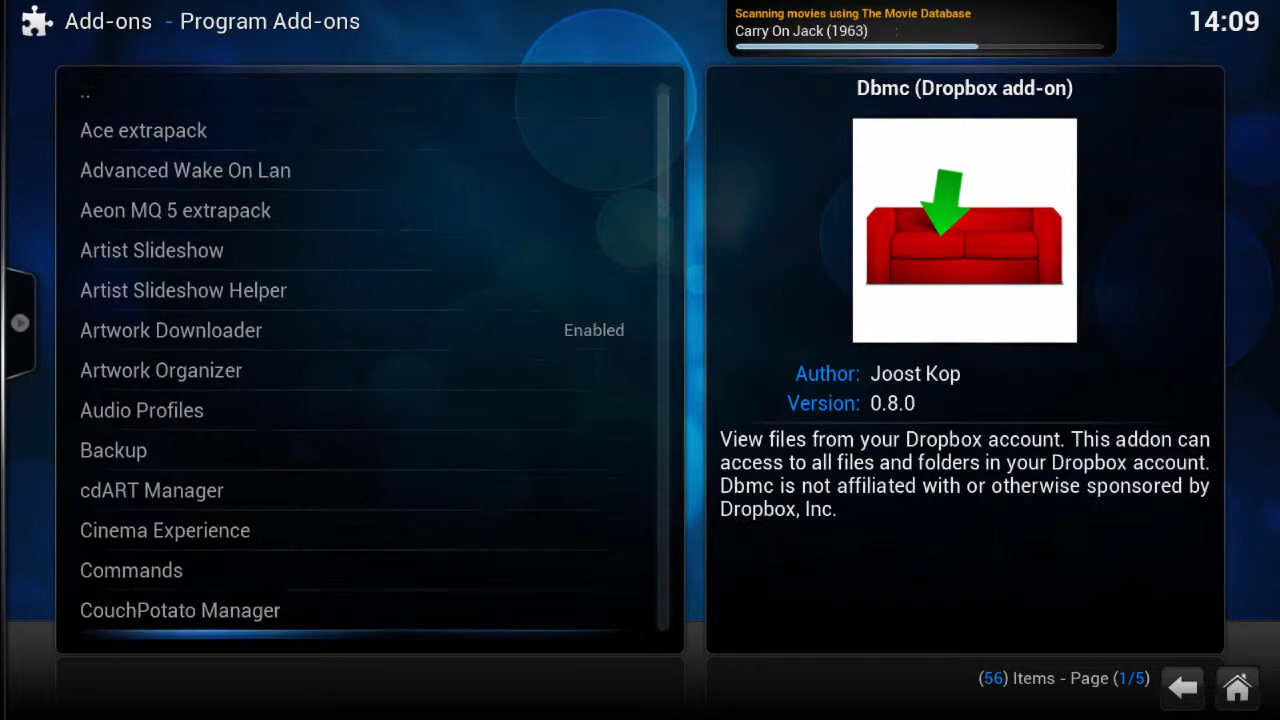 Add-ons - Program Add-ons
Scanning movies using The Movie Database
Carry On Jack (1963)
14:09
..
Ace extrapack
Advanced Wake On Lan
Aeon MQ 5 extrapack
Artist Slideshow
Artist Slideshow Helper
Artwork Downloader Enabled
Artwork Organizer
Audio Profiles
Backup
cdART Manager
Cinema Experience
Commands
CouchPotato Manager
Dbmc (Dropbox add-on)
Author: Joost Kop
Version: 0.8.0
View files from your Dropbox account. This addon can
access to all files and folders in your Dropbox account.
Dbmc is not affiliated with or otherwise sponsored by
Dropbox, Inc.
(56) Items - Page (1/5)